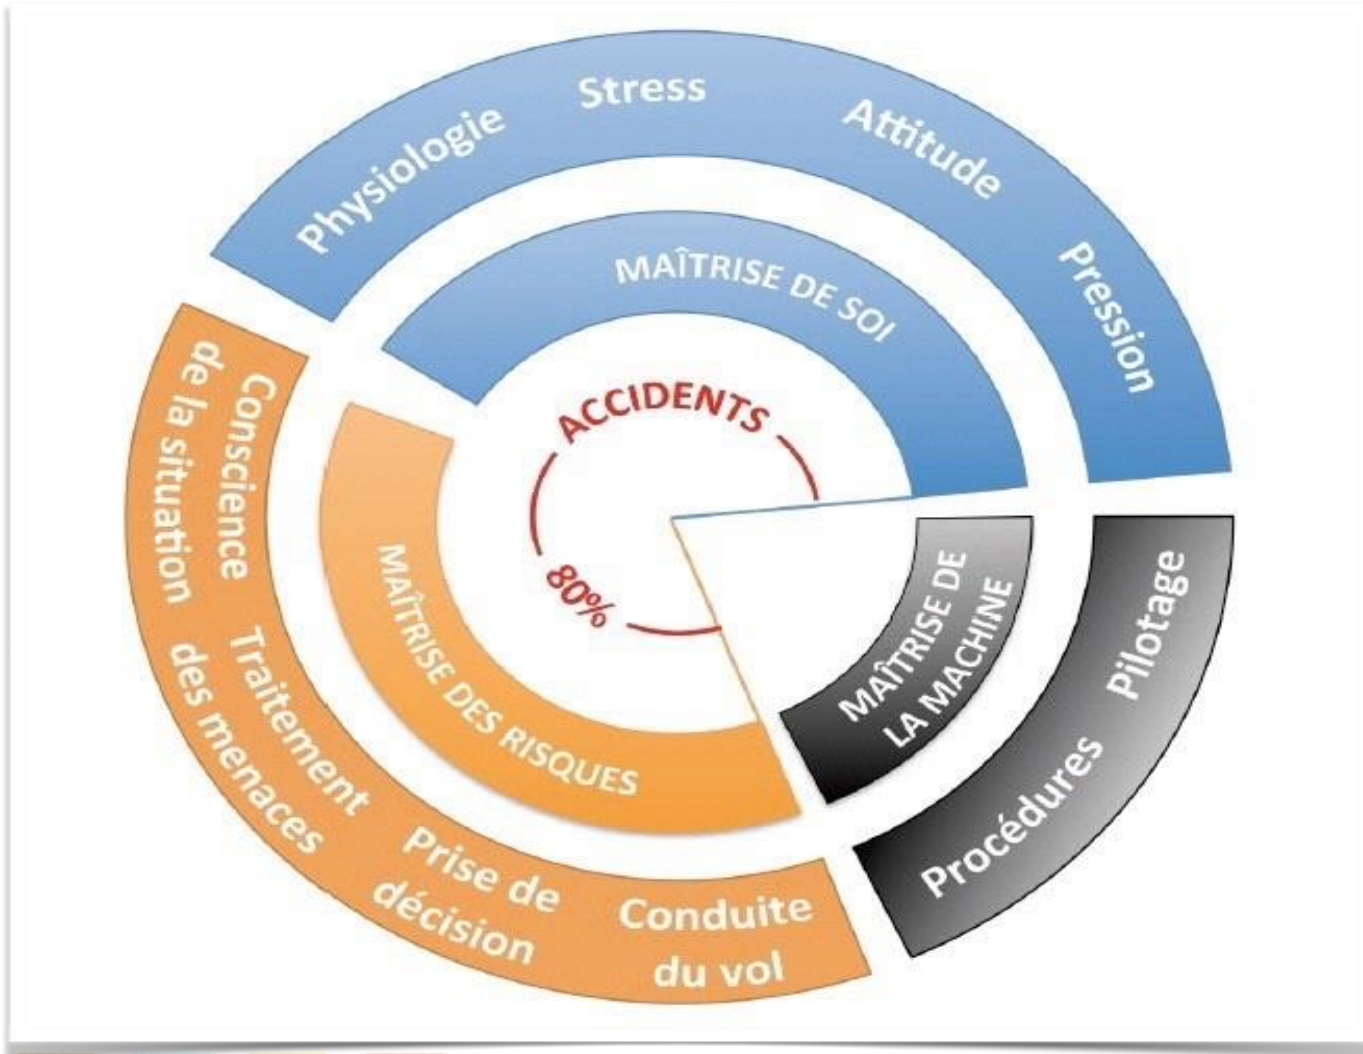 Physiologie
Stress
Attitude
Pression
MAÎTRISE DE SOI
ACCIDENTS
80%
Conscience
de la situation
Traitement
des menaces
Prise de
décision
Conduite
du vol
MAÎTRISE DES RISQUES
MAÎTRISE DE
LA MACHINE
Pilotage
Procédures